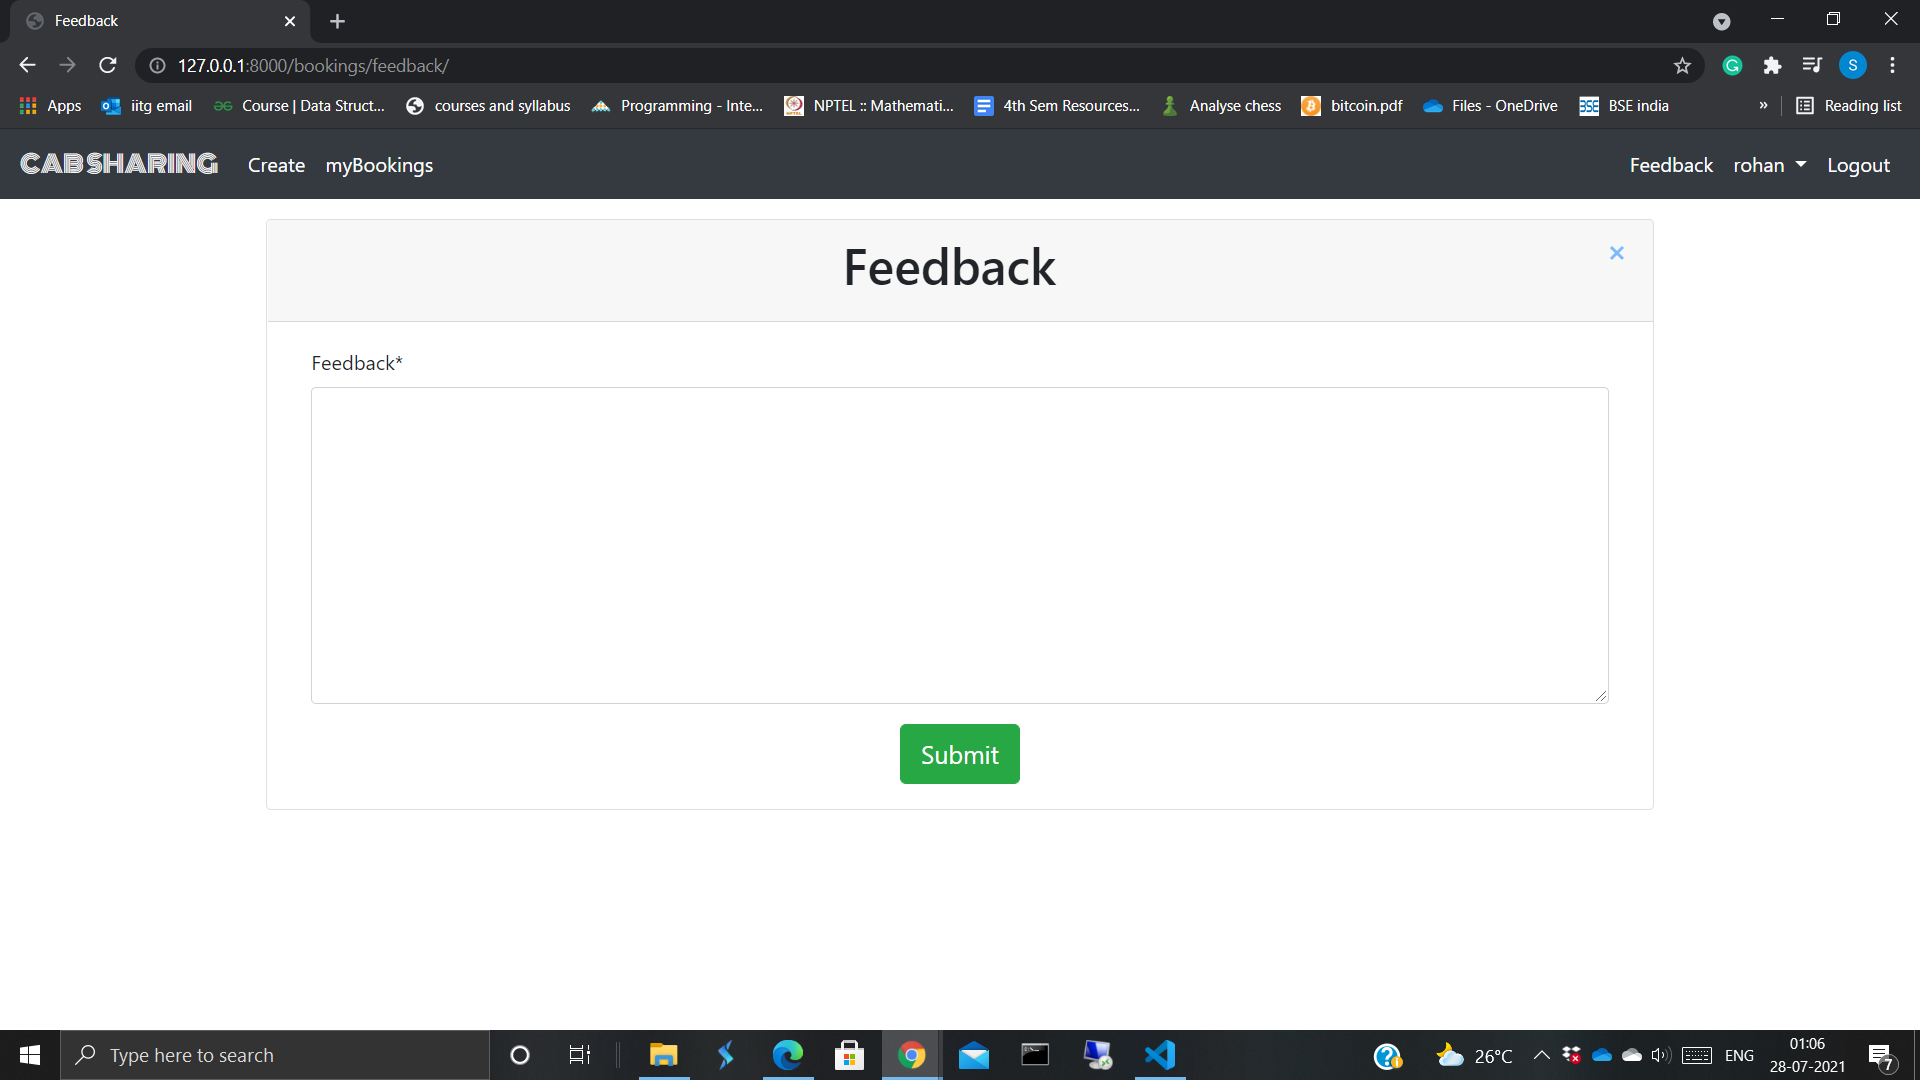 Feedback
127.0.0.1:8000/bookings/feedback/
Apps iitg email Course | Data Struct... courses and syllabus Programming - Inte... NPTEL :: Mathemati... 4th Sem Resources... Analyse chess bitcoin.pdf Files - OneDrive BSE india » Reading list
CABSHARING Create myBookings Feedback rohan Logout
Feedback
Feedback*
Submit
Type here to search
26°C ENG
01:06
28-07-2021
7